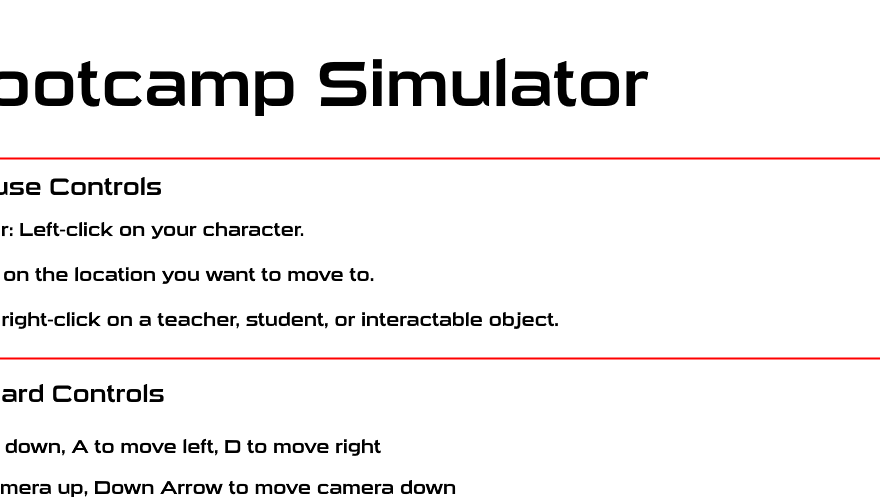 ootcamp Simulator
use Controls
r: Left-click on your character.
on the location you want to move to.
right-click on a teacher, student, or interactable object.
ard Controls
down, A to move left, D to move right
mera up, Down Arrow to move camera down